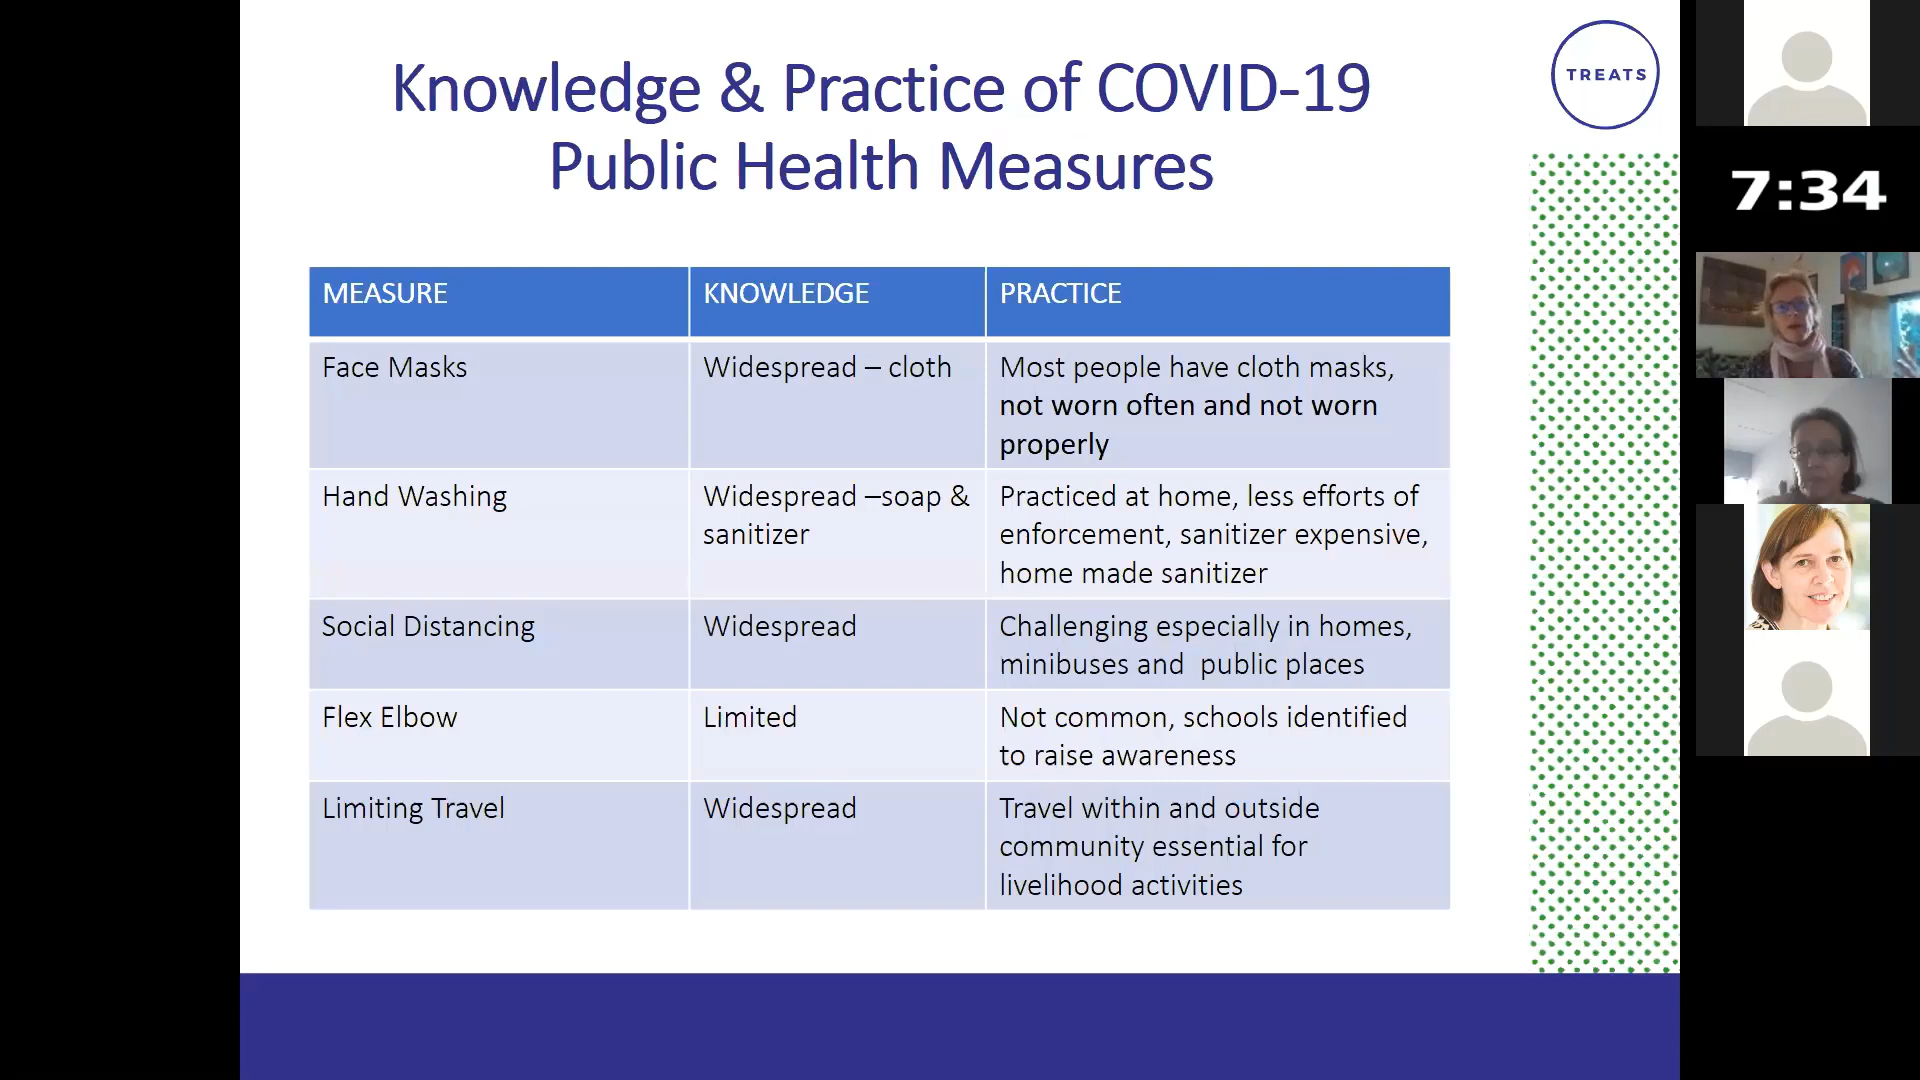 Knowledge & Practice of COVID-19
Public Health Measures
TREATS
7:34
MEASURE
KNOWLEDGE
PRACTICE
Face Masks
Widespread – cloth
Most people have cloth masks,
not worn often and not worn
properly
Hand Washing
Widespread –soap &
sanitizer
Practiced at home, less efforts of
enforcement, sanitizer expensive,
home made sanitizer
Social Distancing
Widespread
Challenging especially in homes,
minibuses and  public places
Flex Elbow
Limited
Not common, schools identified
to raise awareness
Limiting Travel
Widespread
Travel within and outside
community essential for
livelihood activities